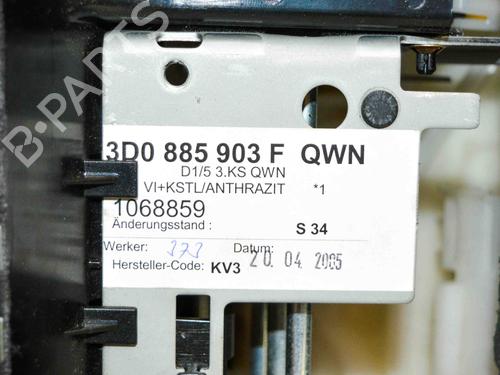 B-PARTS
3D0 885 903 F QWN
D1/5 3.KS QWN
VI+KSTL/ANTHRAZIT *1
1068859
Änderungsstand : S 34
Werker: 373 Datum: 20.04 2005
Hersteller-Code: KV3